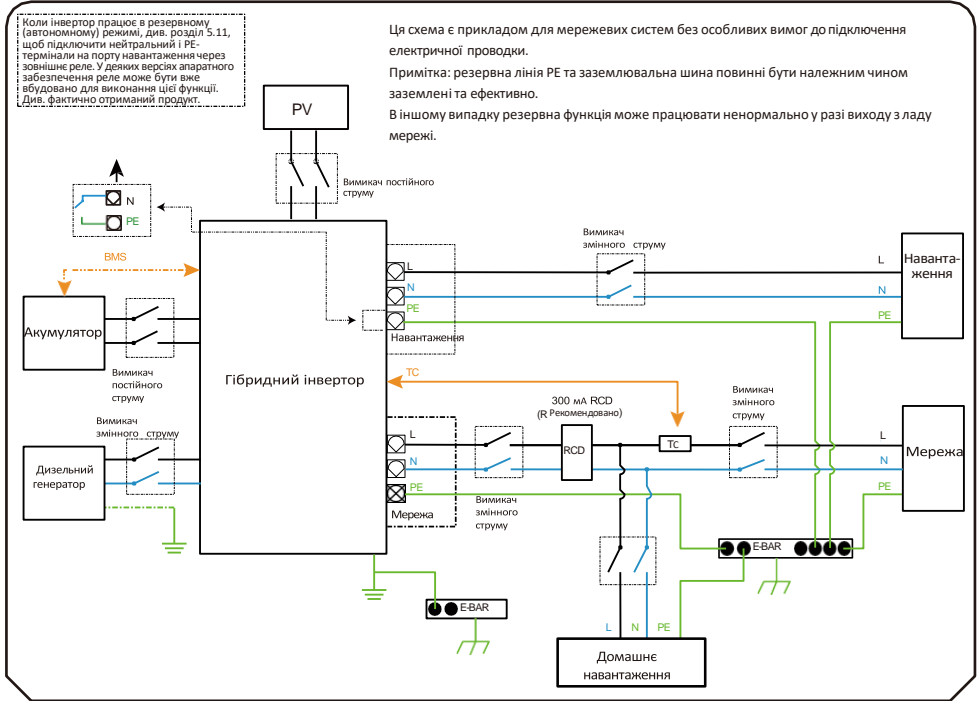 Коли інвертор працює в резервному
(автономному) режимі, див. розділ 5.11,
щоб підключити нейтральний і PE-
термінали на порту навантаження через
зовнішнє реле. У деяких версіях апаратного
забезпечення реле може бути вже
вбудовано для виконання цієї функції.
Див. фактично отриманий продукт.
Ця схема є прикладом для мережевих систем без особливих вимог до підключення
електричної проводки.
Примітка: резервна лінія PE та заземлювальна шина повинні бути належним чином
заземлені та ефективно.
В іншому випадку резервна функція може працювати ненормально у разі виходу з ладу
мережі.
PV
Вимикач постійного
струму
N
PE
BMS
Акумулятор
Вимикач
постійного
струму
Вимикач
змінного струму
Дизельний
генератор
Гібридний інвертор
L
N
PE
Навантаження
Вимикач
змінного струму
L
N
PE
Наванта-
ження
TC
300 мА RCD
(R Рекомендовано)
RCD
Tc
Вимикач
змінного
струму
L
N
PE
Мережа
Вимикач
змінного
струму
L
N
PE
Мережа
E-BAR
E-BAR
L
N
PE
Домашнє
навантаження